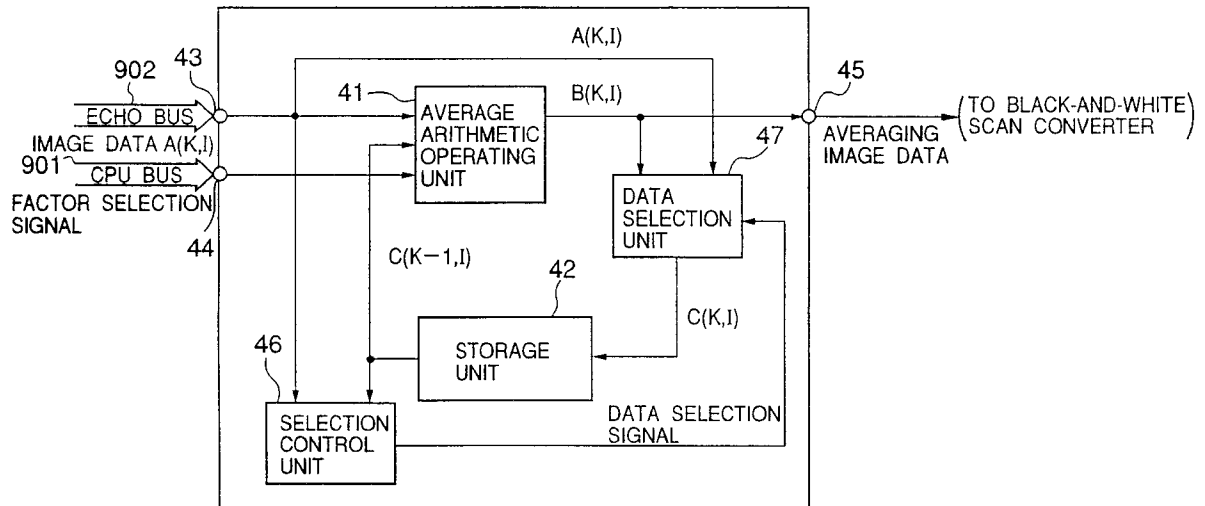 A(K,I)
902
43
41
B(K,I)
45
ECHO BUS
AVERAGE
ARITHMETIC
OPERATING
UNIT
(TO BLACK-AND-WHITE
SCAN CONVERTER)
IMAGE DATA A(K,I)
AVERAGING
IMAGE DATA
47
901
CPU BUS
FACTOR SELECTION
SIGNAL
44
DATA
SELECTION
UNIT
C(K-1,I)
42
C(K,I)
STORAGE
UNIT
46
SELECTION
CONTROL
UNIT
DATA SELECTION
SIGNAL